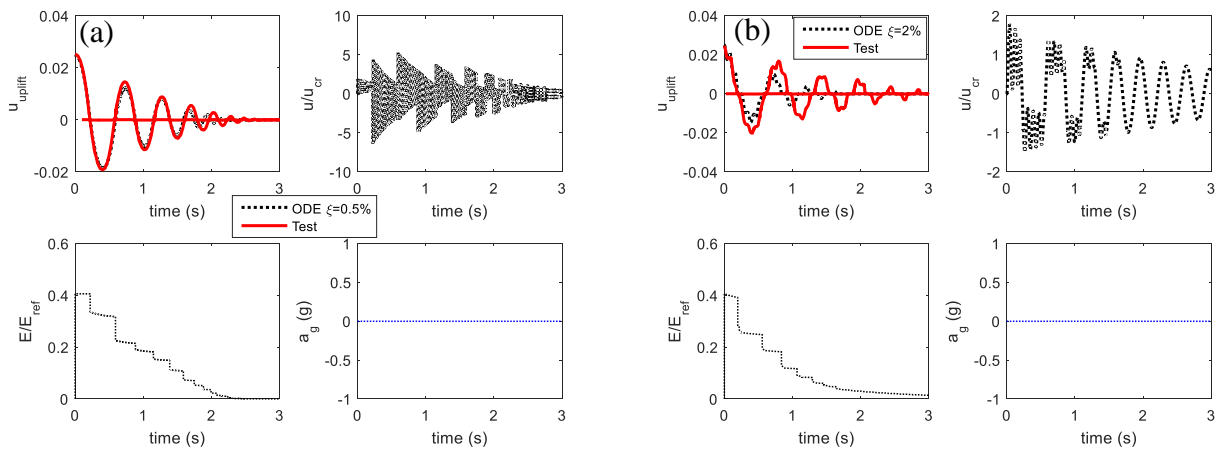 (a)
0.04
0.02
0
-0.02
0 1 2 3
u_uplift
time (s)
10
5
0
-5
-10
0 1 2 3
u/u_cr
time (s)
ODE ξ=0.5%
Test
0.6
0.4
0.2
0
0 1 2 3
E/E_ref
time (s)
1
0.5
0
-0.5
-1
0 1 2 3
a_g (g)
time (s)
(b)
ODE ξ=2%
Test
0.04
0.02
0
-0.02
-0.04
0 1 2 3
u_uplift
time (s)
2
1
0
-1
-2
0 1 2 3
u/u_cr
time (s)
0.6
0.4
0.2
0
0 1 2 3
E/E_ref
time (s)
1
0.5
0
-0.5
-1
0 1 2 3
a_g (g)
time (s)